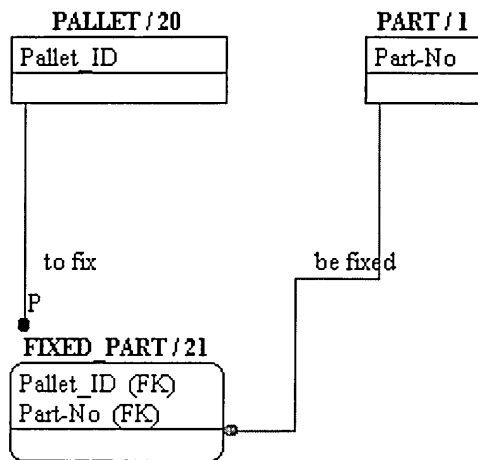 PALLET / 20
PART / 1
Pallet_ID
Part-No
to fix
be fixed
P
FIXED_PART / 21
Pallet_ID (FK)
Part-No (FK)